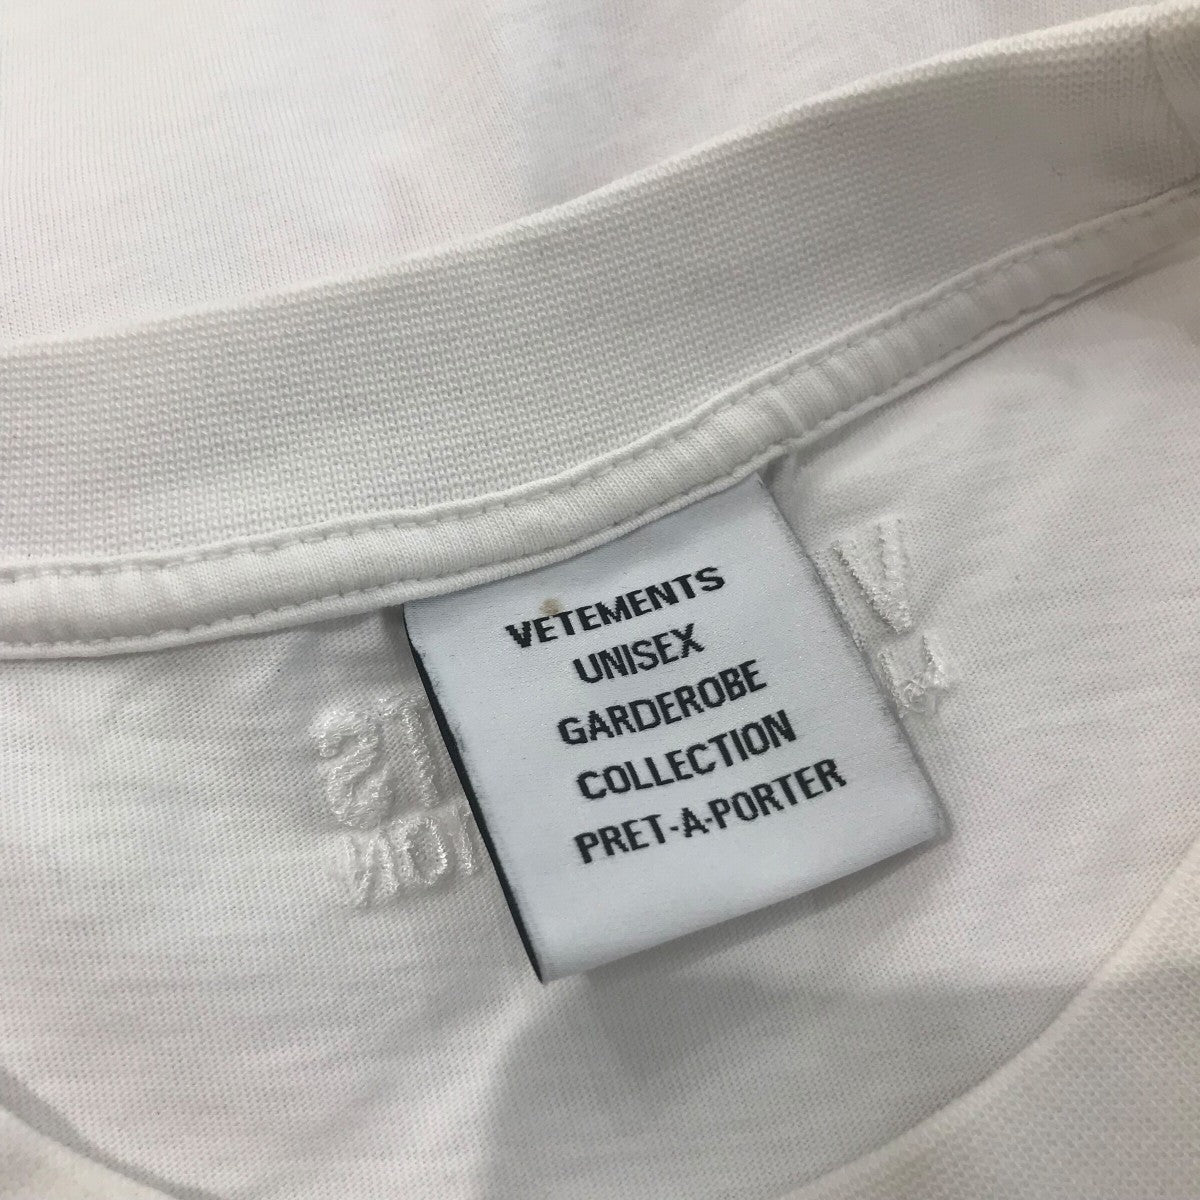 VETEMENTS
UNISEX
GARDEROBE
COLLECTION
PRET-A-PORTER